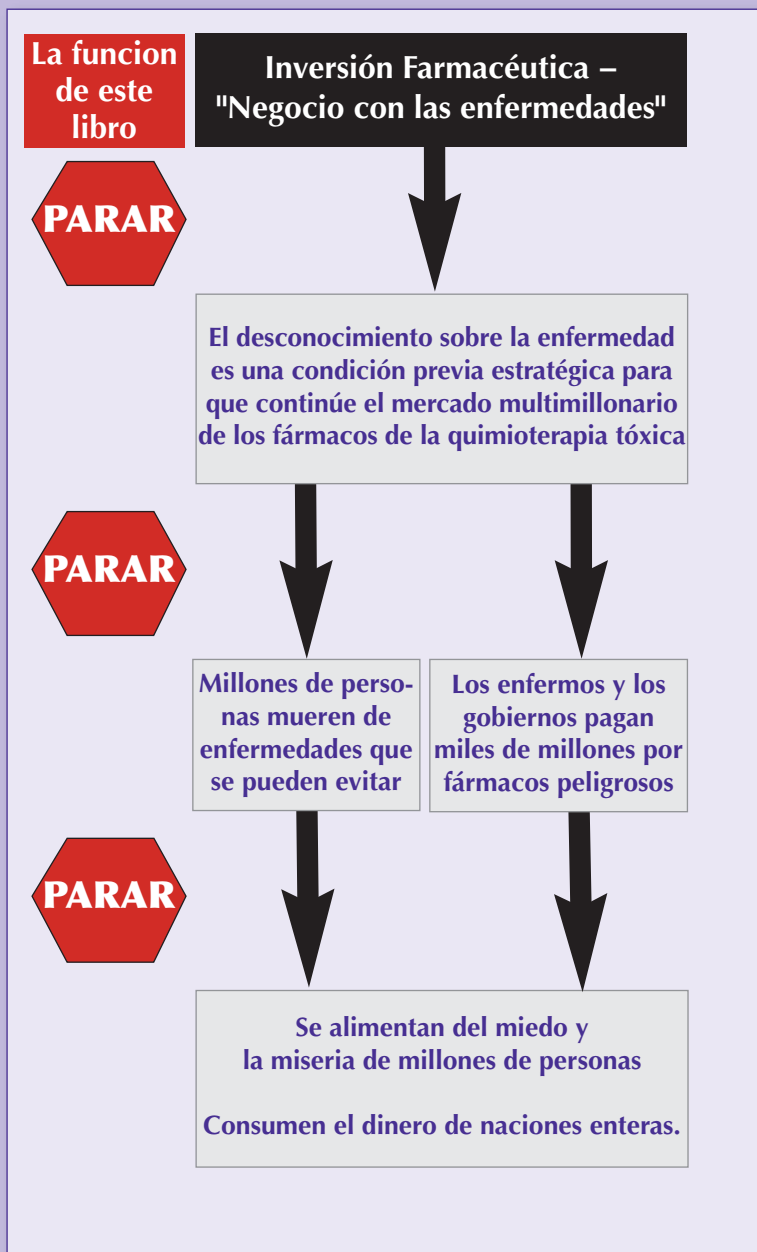 La funcion
de este
libro
Inversión Farmacéutica –
"Negocio con las enfermedades"
PARAR
El desconocimiento sobre la enfermedad
es una condición previa estratégica para
que continúe el mercado multimillonario
de los fármacos de la quimioterapia tóxica
PARAR
Millones de perso-
nas mueren de
enfermedades que
se pueden evitar
Los enfermos y los
gobiernos pagan
miles de millones por
fármacos peligrosos
PARAR
Se alimentan del miedo y
la miseria de millones de personas
Consumen el dinero de naciones enteras.